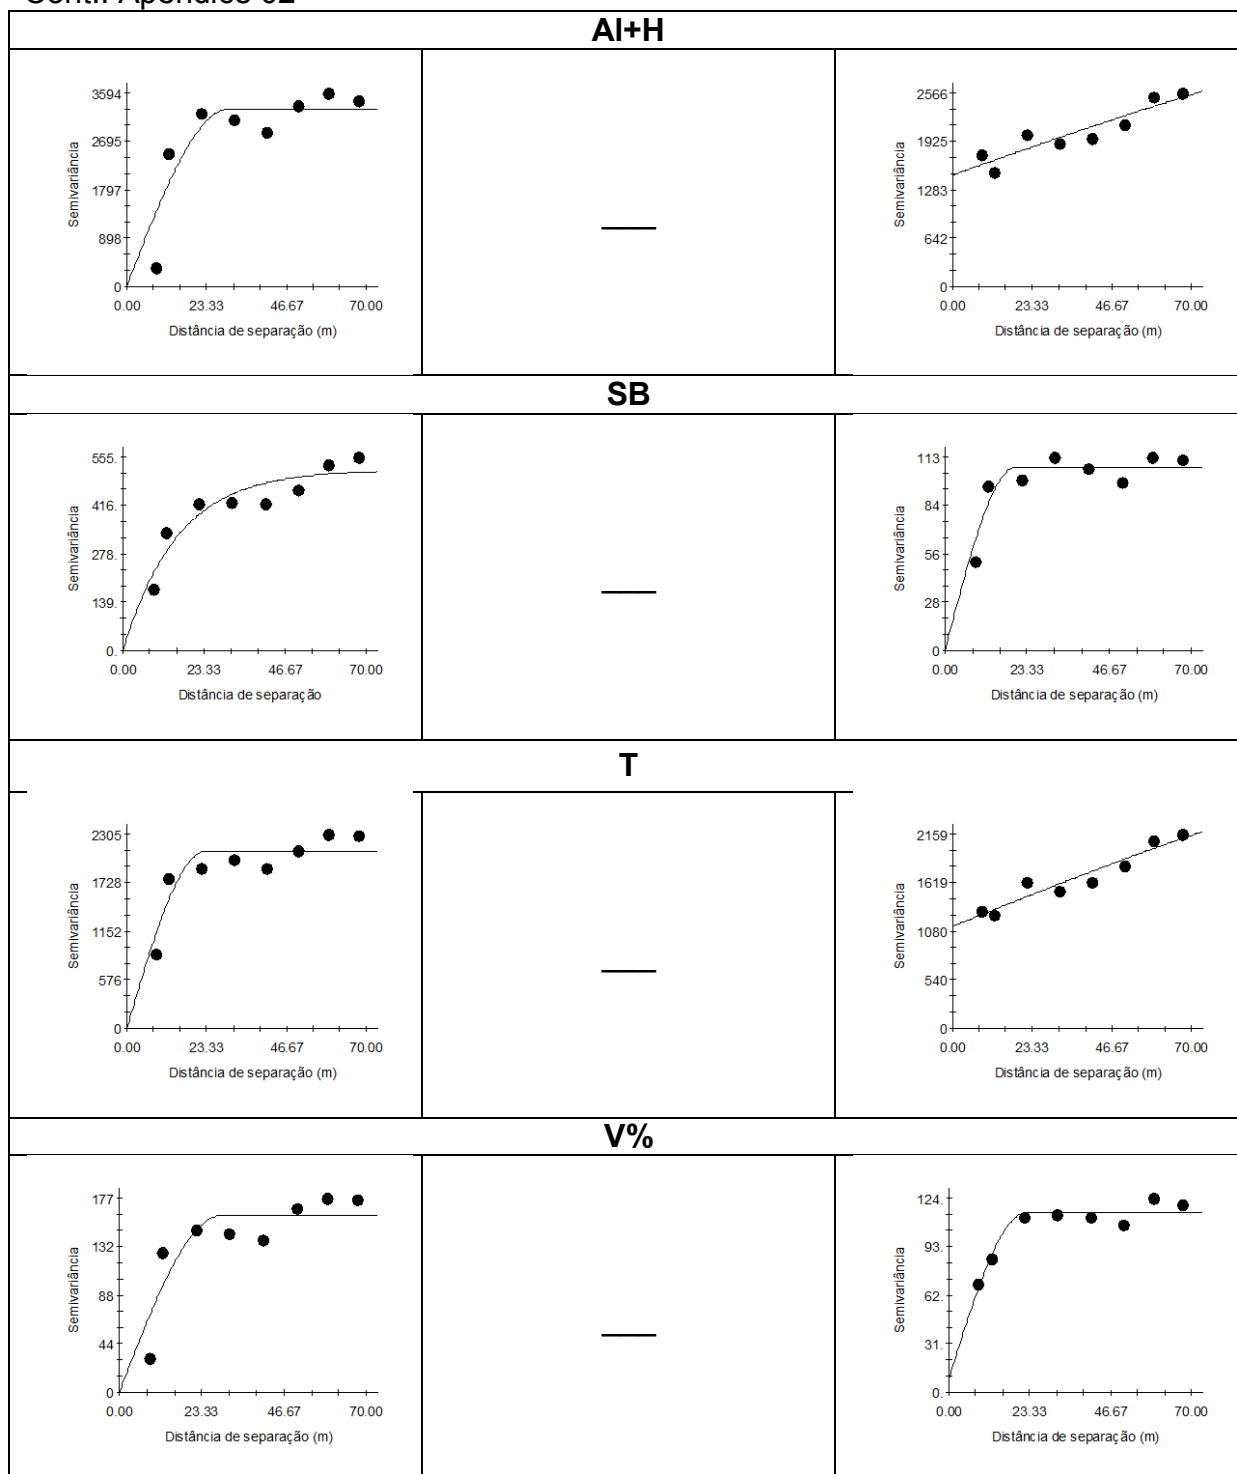 Cont.. Apêndice 02
Al+H
3594
2695
1797
898
0
0.00 23.33 46.67 70.00
Semivariância
Distância de separação (m)
—
2566
1925
1283
642
0
0.00 23.33 46.67 70.00
Semivariância
Distância de separação (m)
SB
555.
416
278.
139.
0.
0.00 23.33 46.67 70.00
Semivariância
Distância de separação
—
113
84
56
28
0
0.00 23.33 46.67 70.00
Semivariância
Distância de separação (m)
T
2305
1728
1152
576
0
0.00 23.33 46.67 70.00
Semivariância
Distância de separação (m)
—
2159
1619
1080
540
0
0.00 23.33 46.67 70.00
Semivariância
Distância de separação (m)
V%
177
132
88
44
0
0.00 23.33 46.67 70.00
Semivariância
Distância de separação (m)
—
124.
93.
62.
31.
0.
0.00 23.33 46.67 70.00
Semivariância
Distância de separação (m)